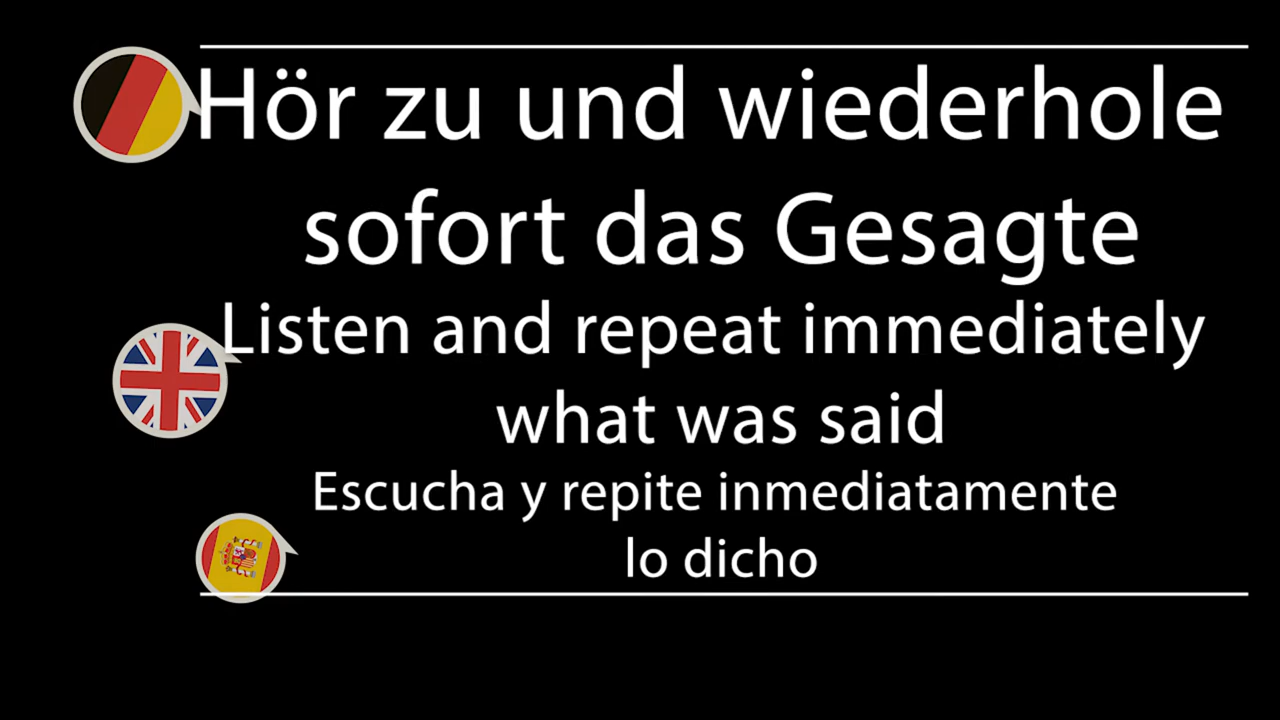 Hör zu und wiederhole
sofort das Gesagte
Listen and repeat immediately
what was said
Escucha y repite inmediatamente
lo dicho